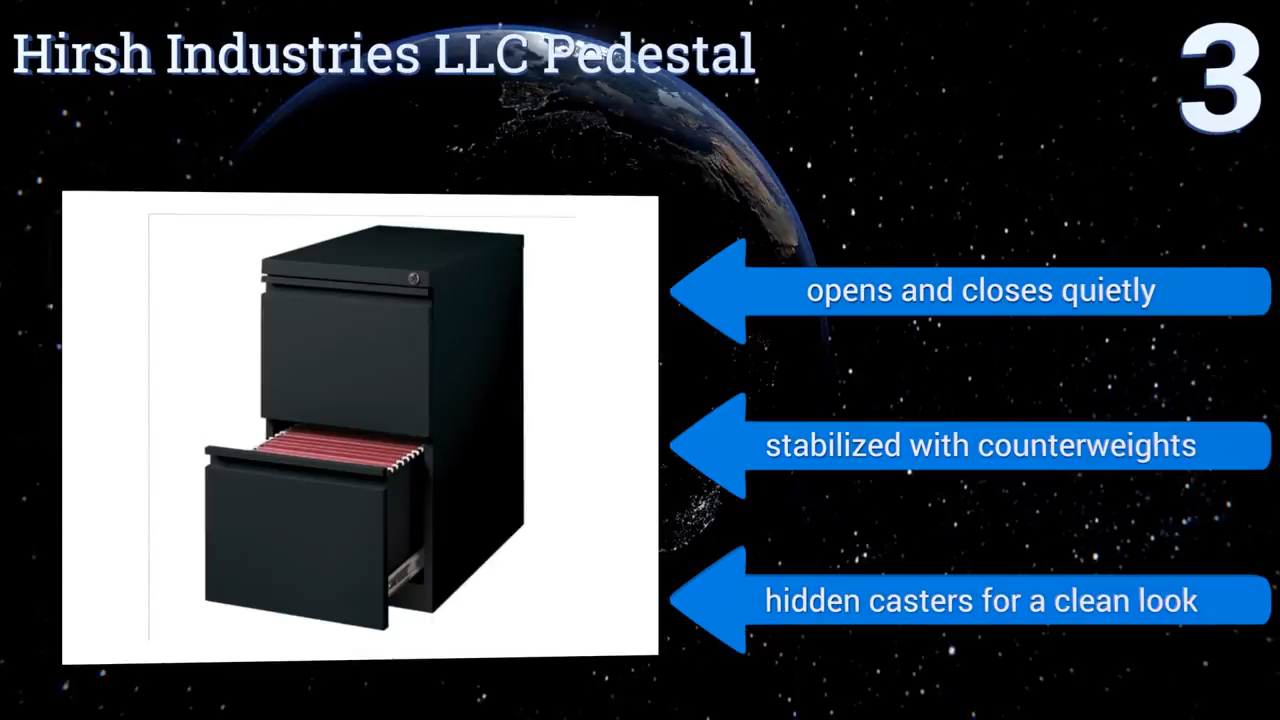 Hirsh Industries LLC Pedestal
3
opens and closes quietly
stabilized with counterweights
hidden casters for a clean look